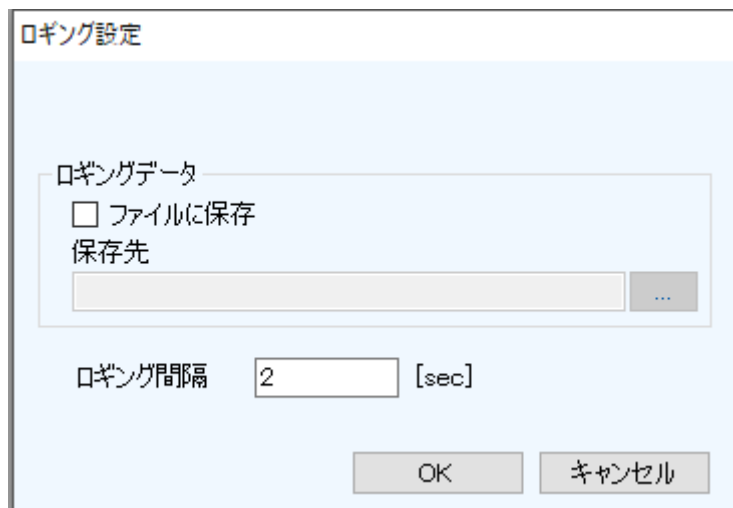 ロギング設定
ロギングデータ
ファイルに保存
保存先
...
ロギング間隔 2 [sec]
OK キャンセル